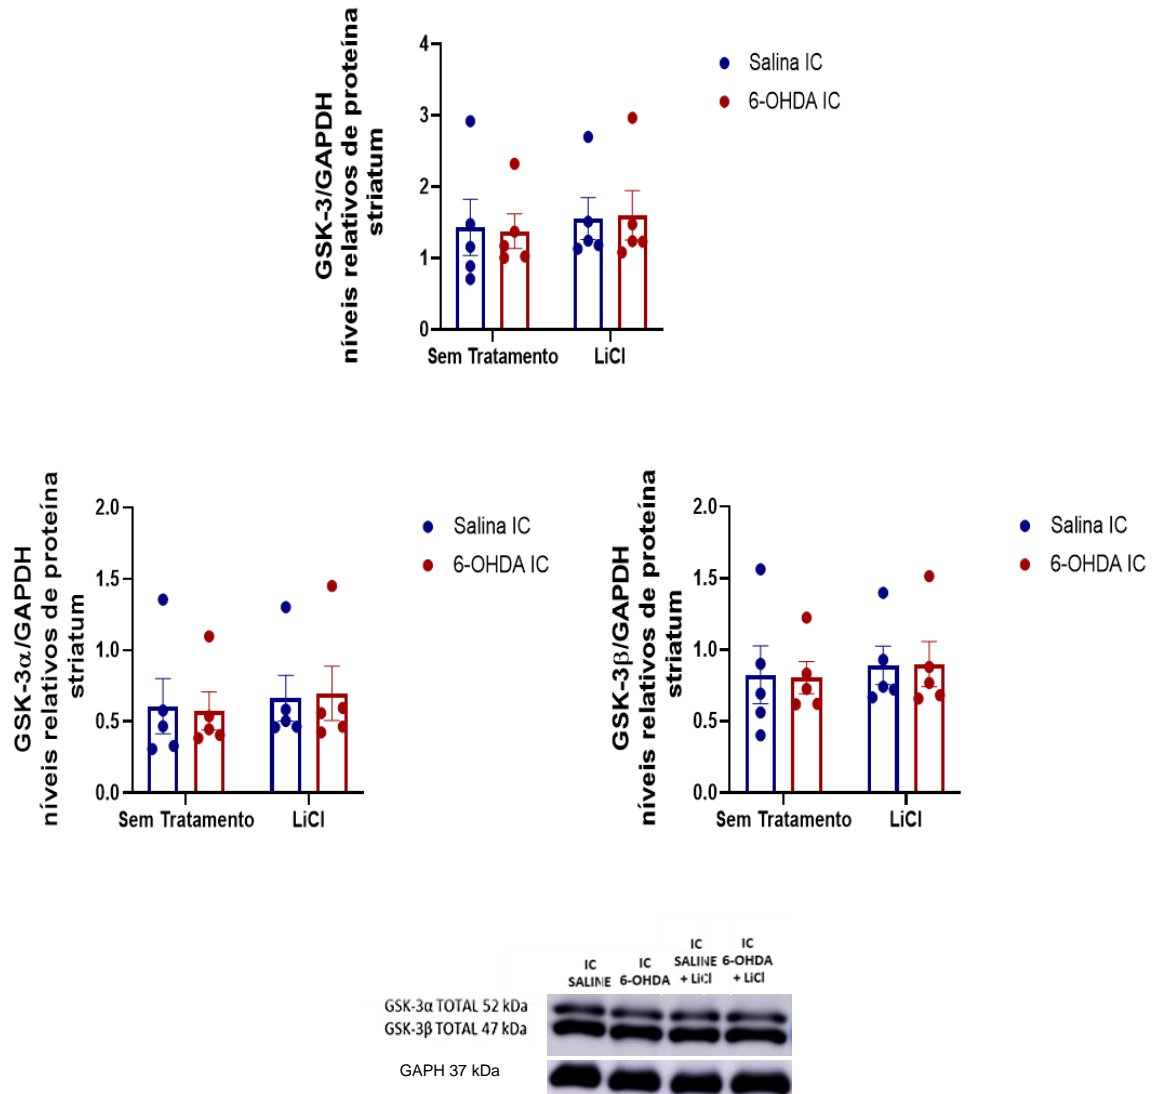 GSK-3/GAPDH
níveis relativos de proteína
striatum
4
3
2
1
0
Sem Tratamento
LiCl
Salina IC
6-OHDA IC
GSK-3α/GAPDH
níveis relativos de proteína
striatum
2.0
1.5
1.0
0.5
0.0
Sem Tratamento
LiCl
Salina IC
6-OHDA IC
GSK-3β/GAPDH
níveis relativos de proteína
striatum
2.0
1.5
1.0
0.5
0.0
Sem Tratamento
LiCl
Salina IC
6-OHDA IC
IC
SALINE
IC
6-OHDA
IC
SALINE
+ LiCl
IC
6-OHDA
+ LiCl
GSK-3α TOTAL 52 kDa
GSK-3β TOTAL 47 kDa
GAPH 37 kDa